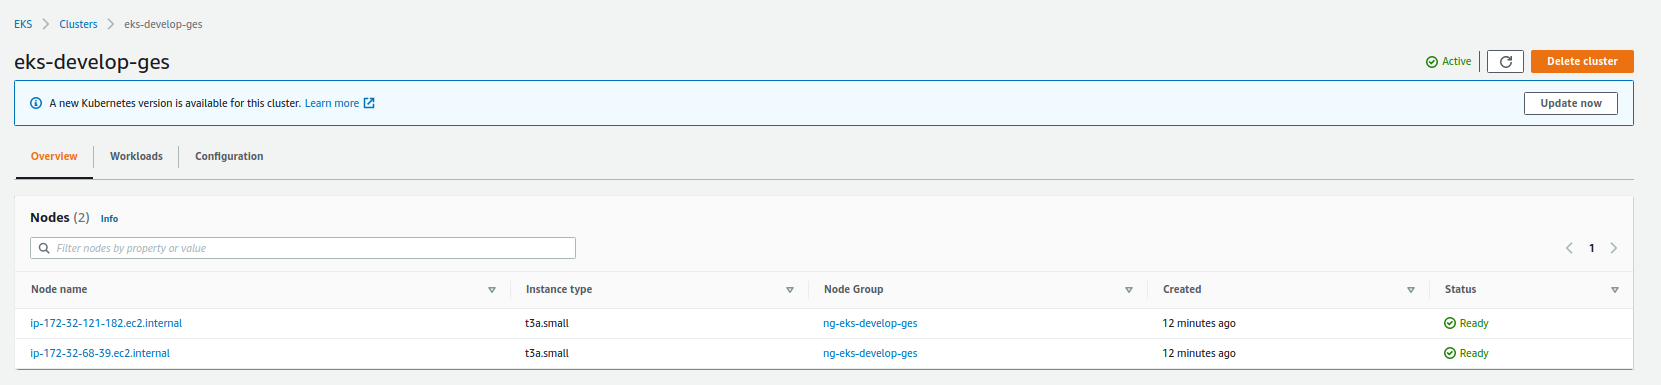 EKS Clusters eks-develop-ges
eks-develop-ges Active Delete cluster
A new Kubernetes version is available for this cluster. Learn more Update now
Overview Workloads Configuration
Nodes (2) Info
Filter nodes by property or value 1
Node name Instance type Node Group Created Status
ip-172-32-121-182.ec2.internal t3a.small ng-eks-develop-ges 12 minutes ago Ready
ip-172-32-68-39.ec2.internal t3a.small ng-eks-develop-ges 12 minutes ago Ready